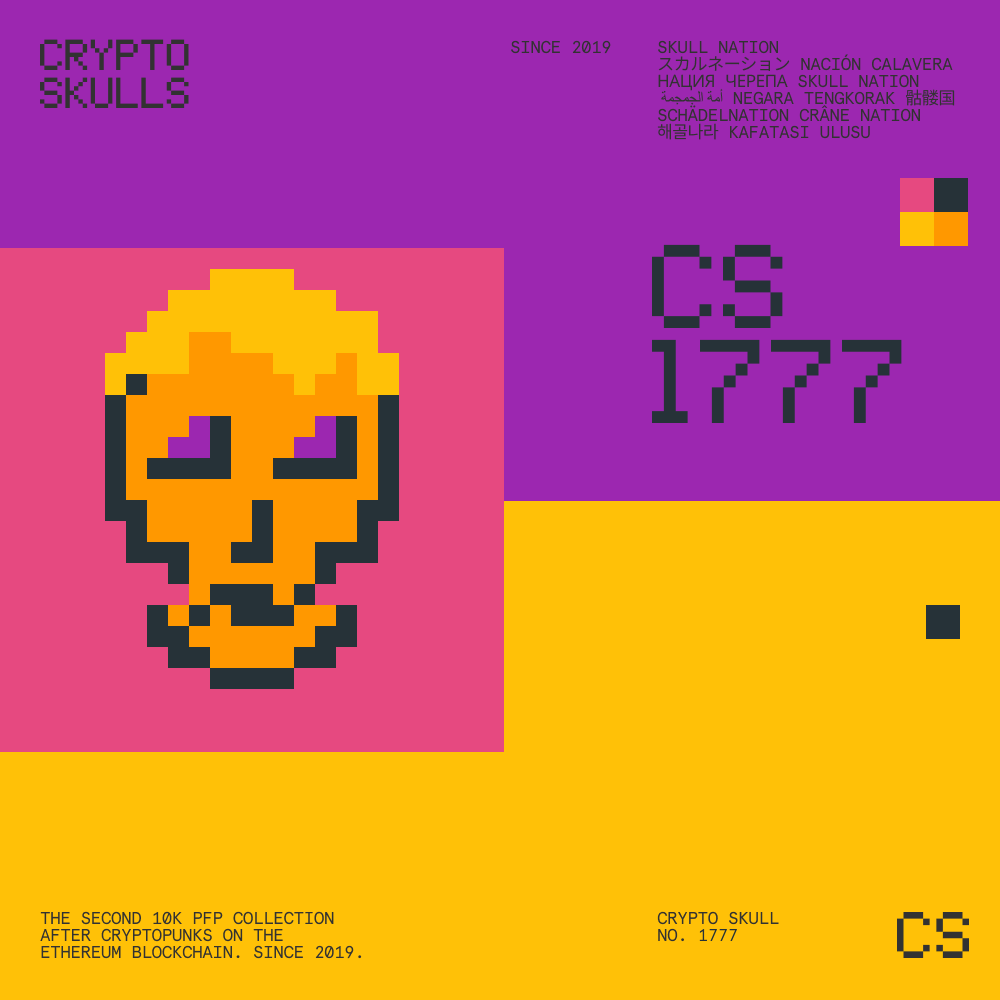 CRYPTO
SKULLS
SINCE 2019
SKULL NATION
スカルネーション NACIÓN CALAVERA
НАЦИЯ ЧЕРЕПА SKULL NATION
أمة الجمجمة NEGARA TENGKORAK 骷髅国
SCHÄDELNATION CRÂNE NATION
해골나라 KAFATASI ULUSU
CS
1777
THE SECOND 10K PFP COLLECTION
AFTER CRYPTOPUNKS ON THE
ETHEREUM BLOCKCHAIN. SINCE 2019.
CRYPTO SKULL
NO. 1777
CS